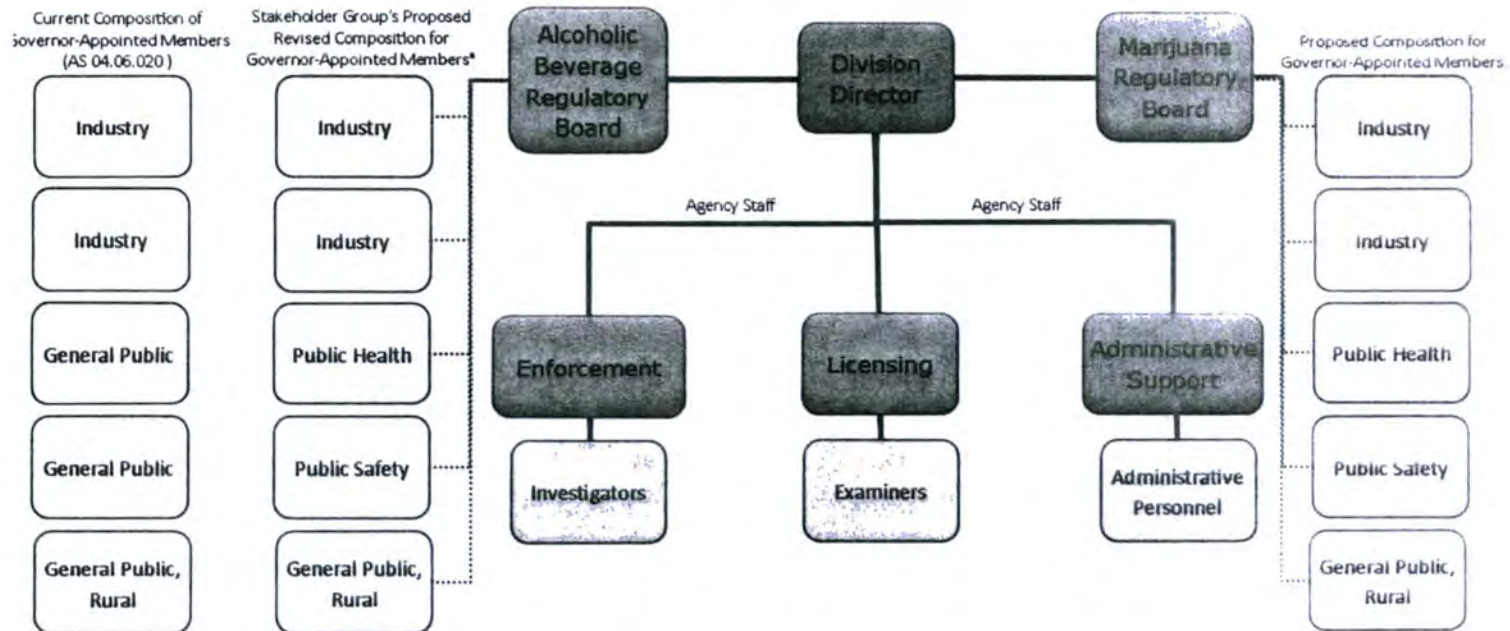 Current Composition of
Governor-Appointed Members
(AS 04.06.020 )
Industry
Industry
General Public
General Public
General Public,
Rural
Stakeholder Group's Proposed
Revised Composition for
Governor-Appointed Members*
Industry
Industry
Public Health
Public Safety
General Public,
Rural
Alcoholic
Beverage
Regulatory
Board
Division
Director
Marijuana
Regulatory
Board
Agency Staff
Agency Staff
Enforcement
Licensing
Administrative
Support
Investigators
Examiners
Administrative
Personnel
Proposed Composition for
Governor-Appointed Members
Industry
Industry
Public Health
Public Safety
General Public,
Rural